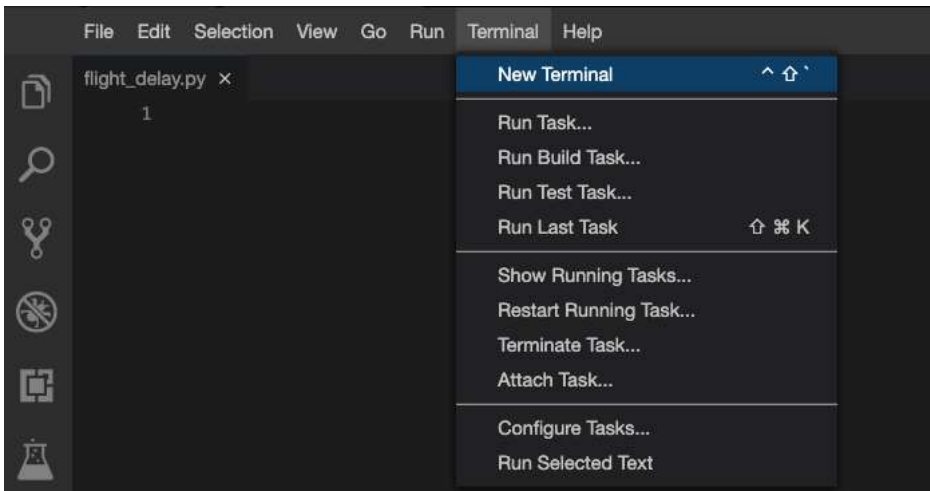 File Edit Selection View Go Run Terminal Help
flight_delay.py ×
1
New Terminal ^⇧`
Run Task...
Run Build Task...
Run Test Task...
Run Last Task ⇧⌘K
Show Running Tasks...
Restart Running Task...
Terminate Task...
Attach Task...
Configure Tasks...
Run Selected Text